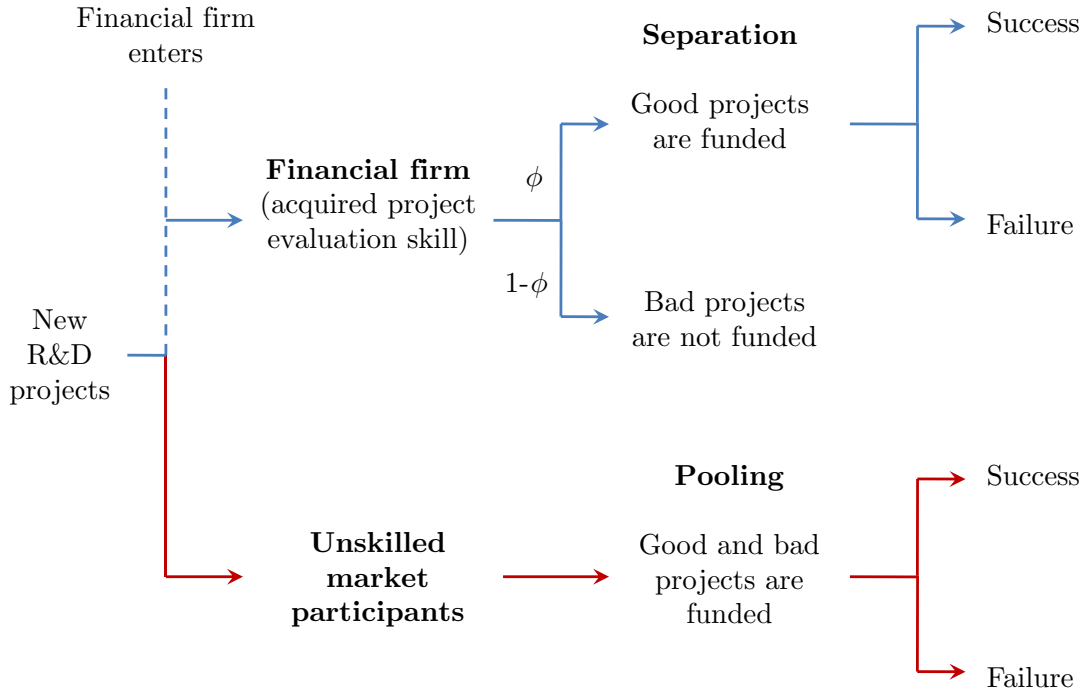 Financial firm
enters
Separation
Success
Good projects
are funded
Financial firm
(acquired project
evaluation skill)
ϕ
Failure
1-ϕ
Bad projects
are not funded
New
R&D
projects
Pooling
Success
Unskilled
market
participants
Good and bad
projects are
funded
Failure